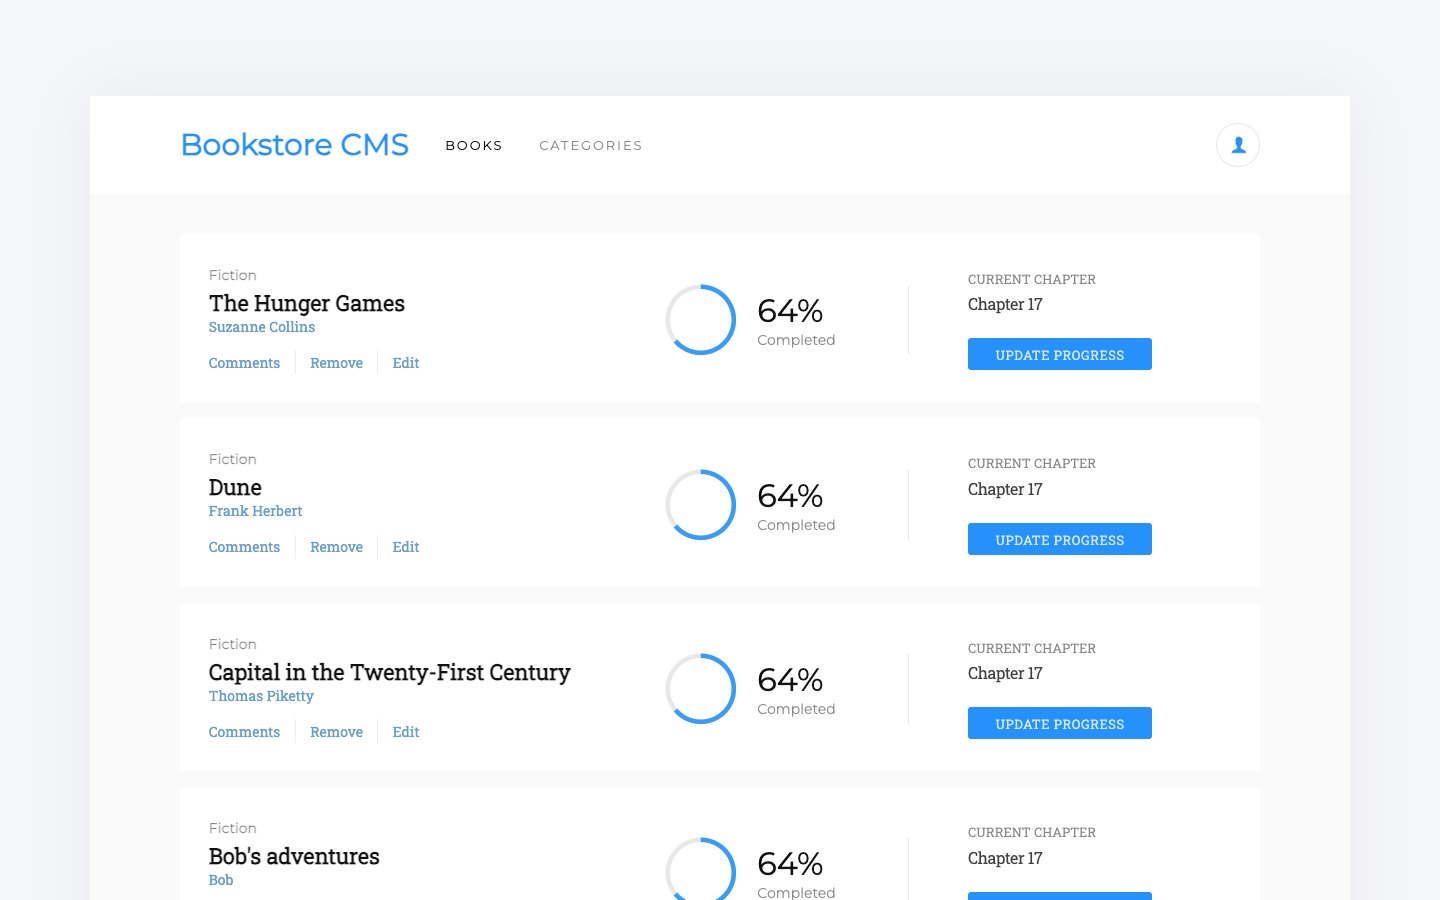 Bookstore CMS BOOKS CATEGORIES
Fiction
The Hunger Games
Suzanne Collins
Comments Remove Edit
64%
Completed
CURRENT CHAPTER
Chapter 17
UPDATE PROGRESS
Fiction
Dune
Frank Herbert
Comments Remove Edit
64%
Completed
CURRENT CHAPTER
Chapter 17
UPDATE PROGRESS
Fiction
Capital in the Twenty-First Century
Thomas Piketty
Comments Remove Edit
64%
Completed
CURRENT CHAPTER
Chapter 17
UPDATE PROGRESS
Fiction
Bob's adventures
Bob
64%
Completed
CURRENT CHAPTER
Chapter 17